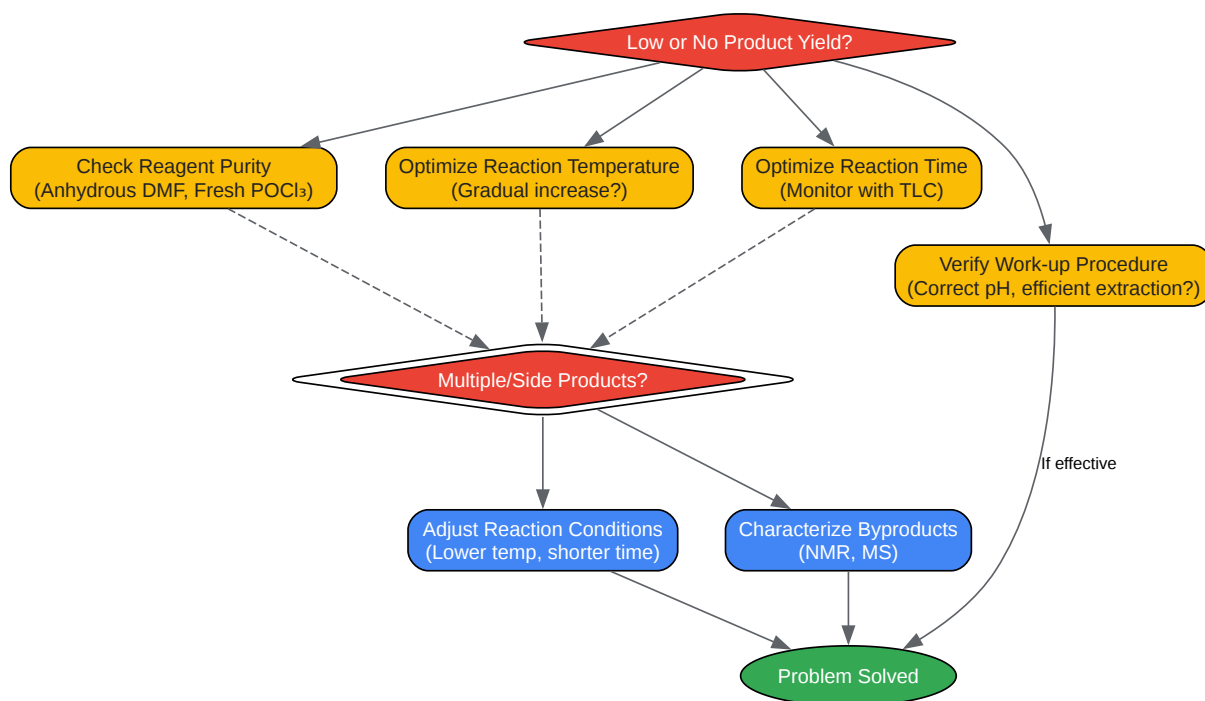 Low or No Product Yield?
Check Reagent Purity
(Anhydrous DMF, Fresh POCl₃)
Optimize Reaction Temperature
(Gradual increase?)
Optimize Reaction Time
(Monitor with TLC)
Verify Work-up Procedure
(Correct pH, efficient extraction?)
Multiple/Side Products?
If effective
Adjust Reaction Conditions
(Lower temp, shorter time)
Characterize Byproducts
(NMR, MS)
Problem Solved